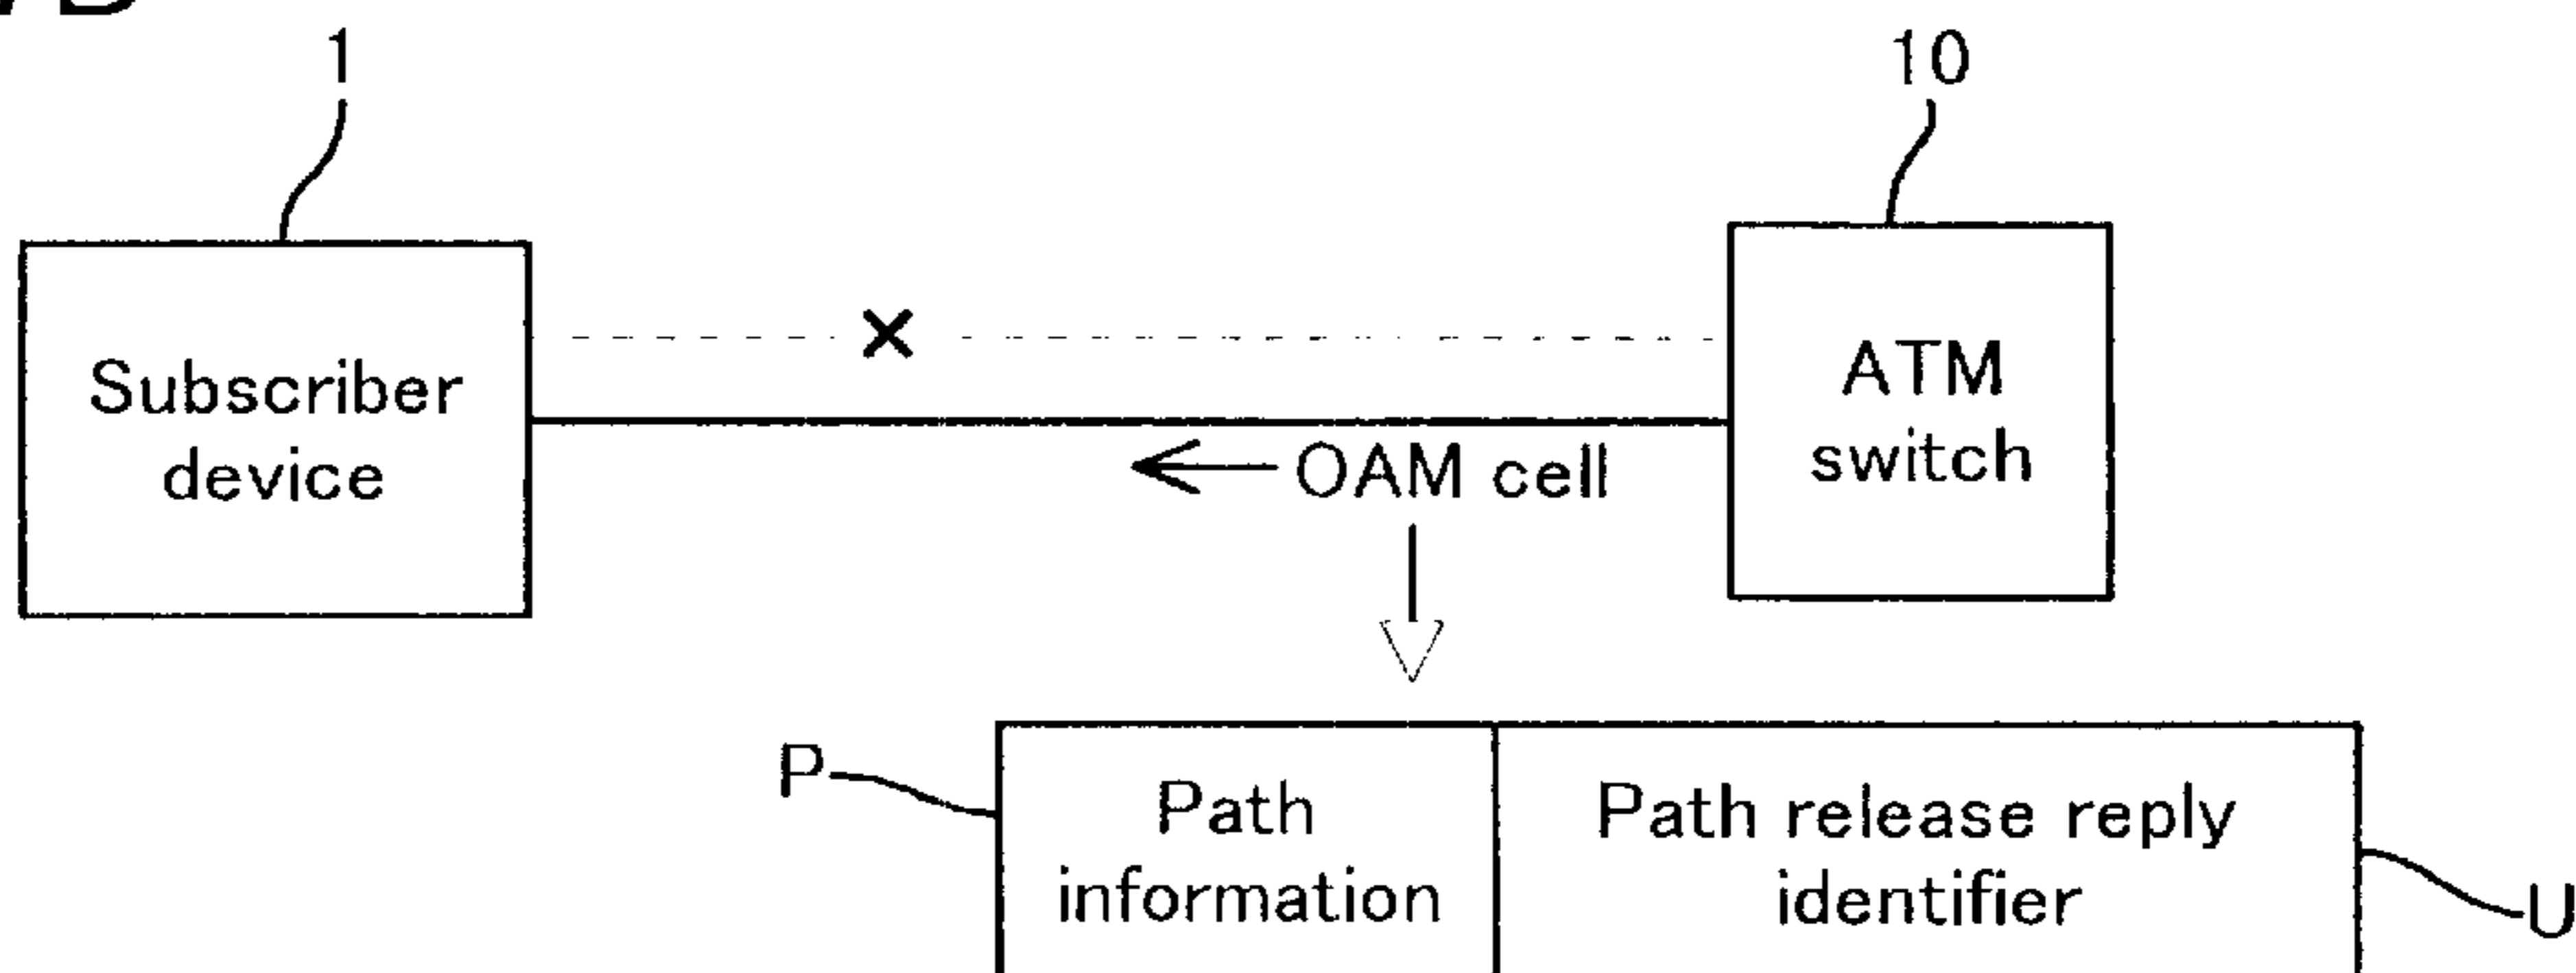 1
10
Subscriber
device
ATM
switch
OAM cell
P
Path
information
Path release reply
identifier
U